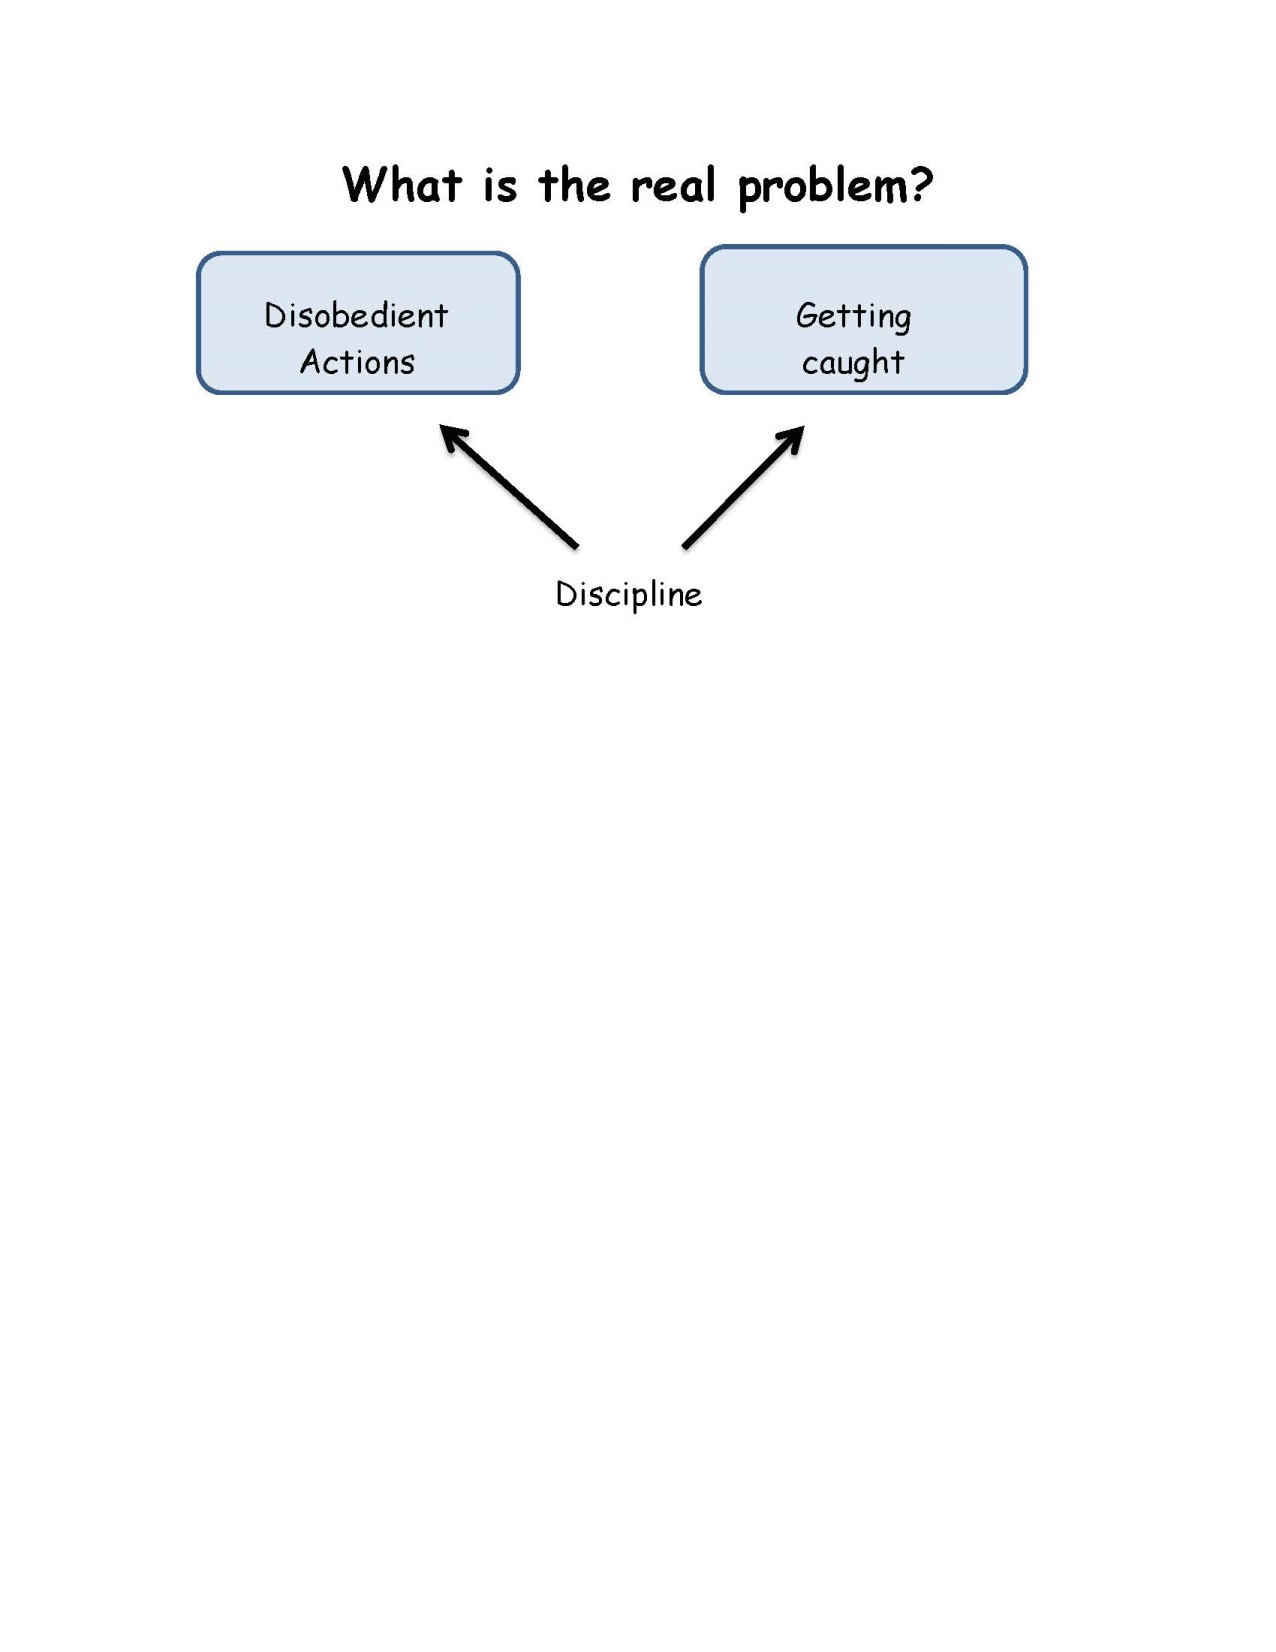 What is the real problem?
Disobedient
Actions
Getting
caught
Discipline